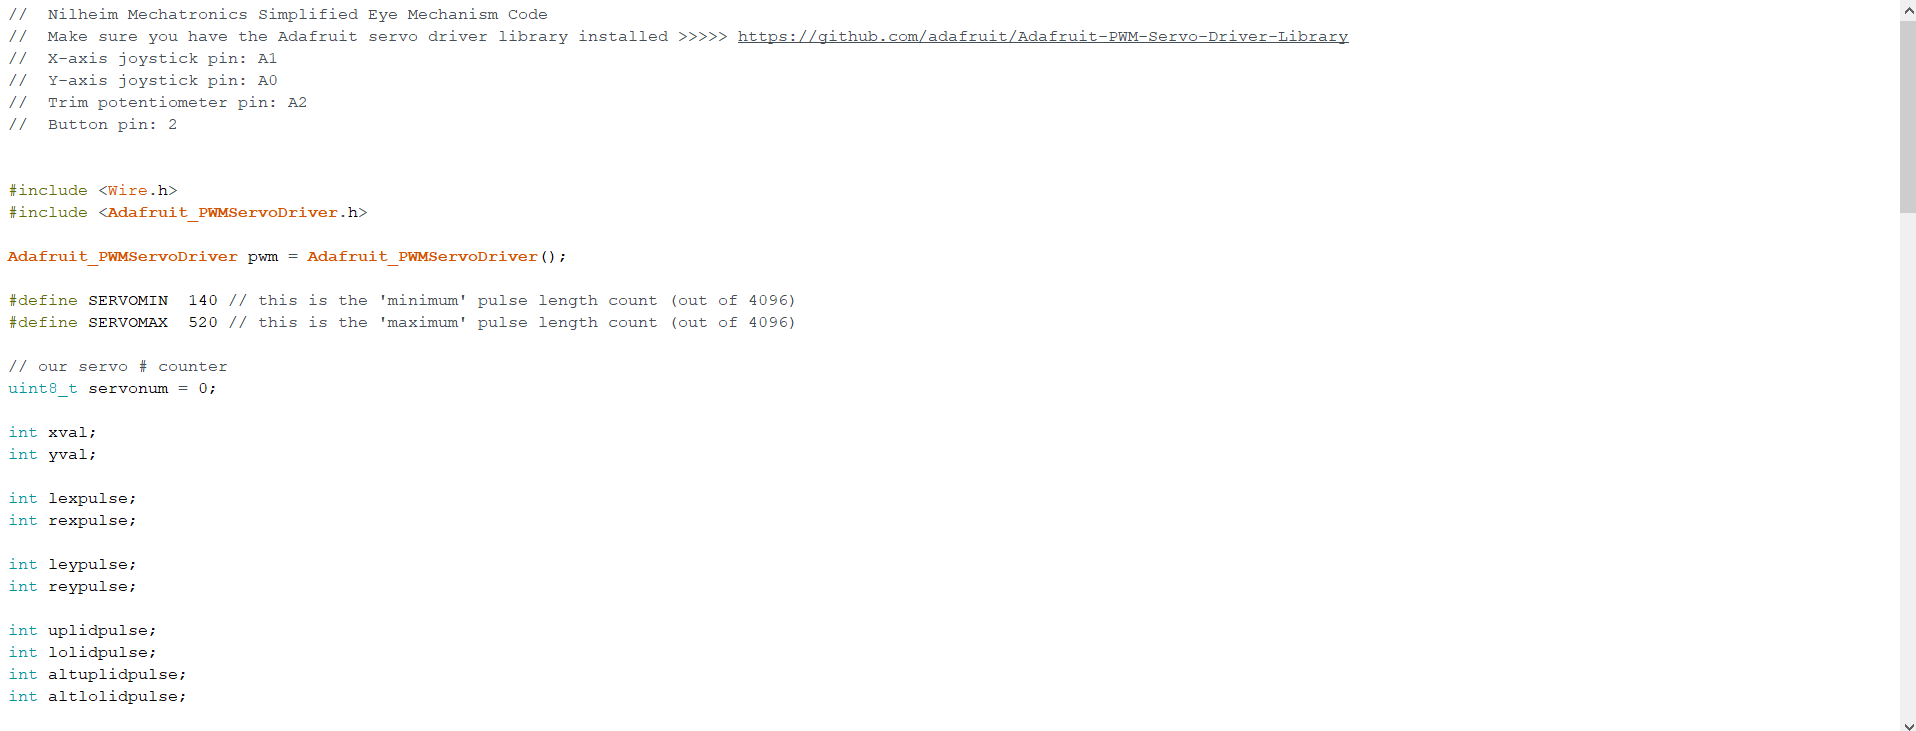 //  Nilheim Mechatronics Simplified Eye Mechanism Code
//  Make sure you have the Adafruit servo driver library installed >>>>> https://github.com/adafruit/Adafruit-PWM-Servo-Driver-Library
//  X-axis joystick pin: A1
//  Y-axis joystick pin: A0
//  Trim potentiometer pin: A2
//  Button pin: 2
#include <Wire.h>
#include <Adafruit_PWMServoDriver.h>
Adafruit_PWMServoDriver pwm = Adafruit_PWMServoDriver();
#define SERVOMIN  140 // this is the 'minimum' pulse length count (out of 4096)
#define SERVOMAX  520 // this is the 'maximum' pulse length count (out of 4096)
// our servo # counter
uint8_t servonum = 0;
int xval;
int yval;
int lexpulse;
int rexpulse;
int leypulse;
int reypulse;
int uplidpulse;
int lolidpulse;
int altuplidpulse;
int altlolidpulse;